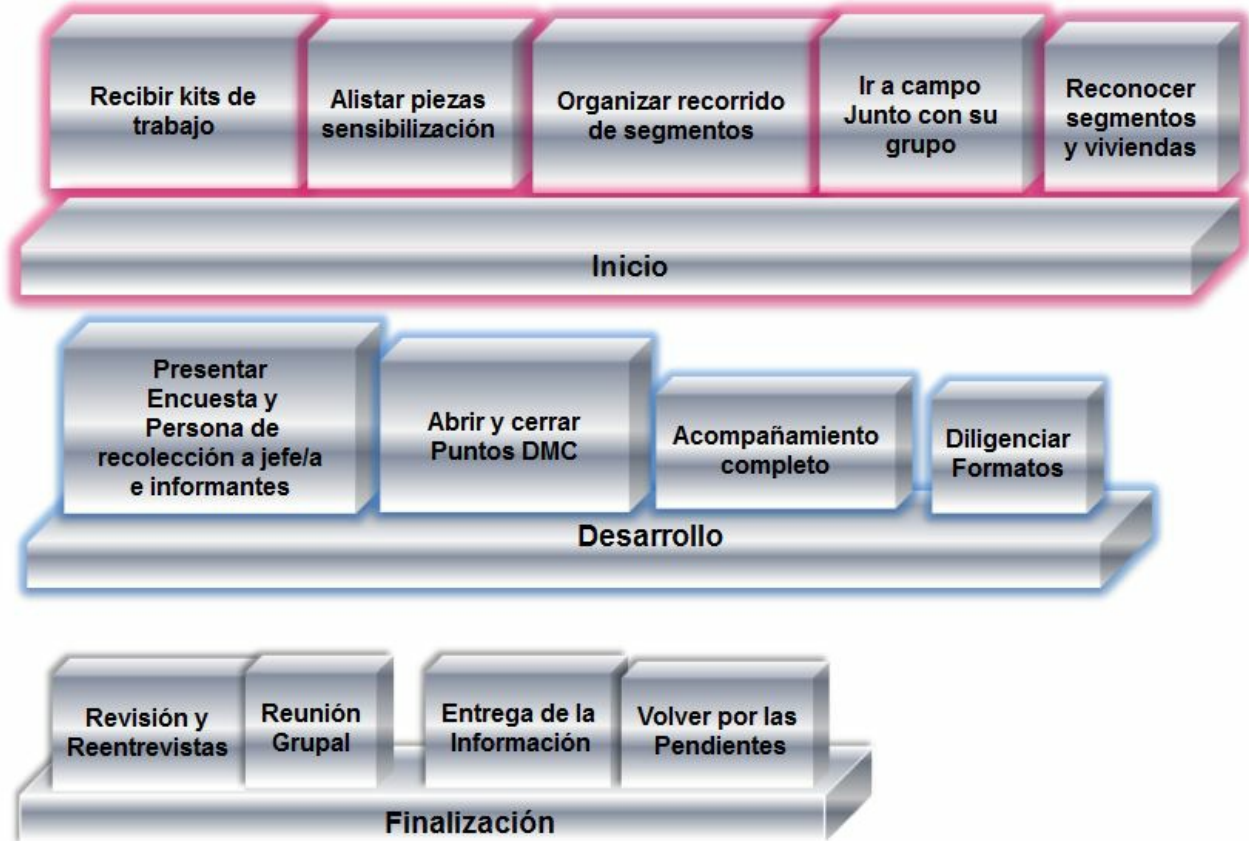 Recibir kits de
trabajo
Alistar piezas
sensibilización
Organizar recorrido
de segmentos
Ir a campo
Junto con su
grupo
Reconocer
segmentos
y viviendas
Inicio
Presentar
Encuesta y
Persona de
recolección a jefe/a
e informantes
Abrir y cerrar
Puntos DMC
Acompañamiento
completo
Diligenciar
Formatos
Desarrollo
Revisión y
Reentrevistas
Reunión
Grupal
Entrega de la
Información
Volver por las
Pendientes
Finalización